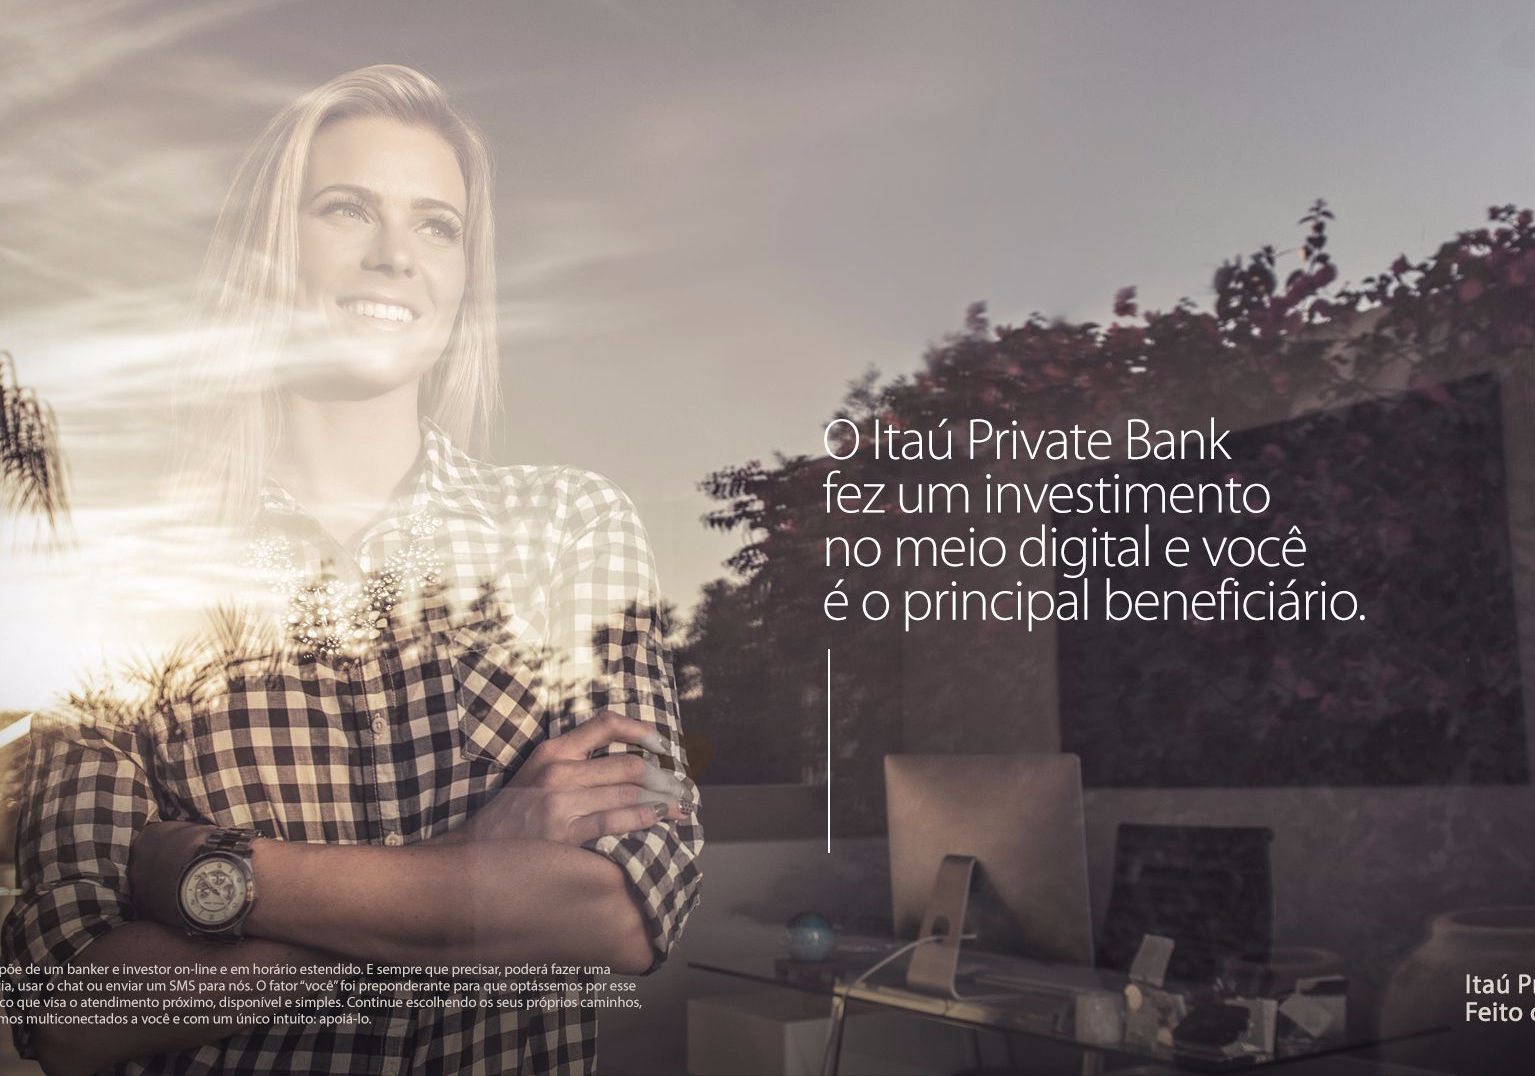 O Itaú Private Bank
fez um investimento
no meio digital e você
é o principal beneficiário.
põe de um banker e investor on-line e em horário estendido. E sempre que precisar, poderá fazer uma
ia, usar o chat ou enviar um SMS para nós. O fator “você” foi preponderante para que optássemos por esse
co que visa o atendimento próximo, disponível e simples. Continue escolhendo os seus próprios caminhos,
mos multiconectados a você e com um único intuito: apoiá-lo.
Itaú Pr
Feito